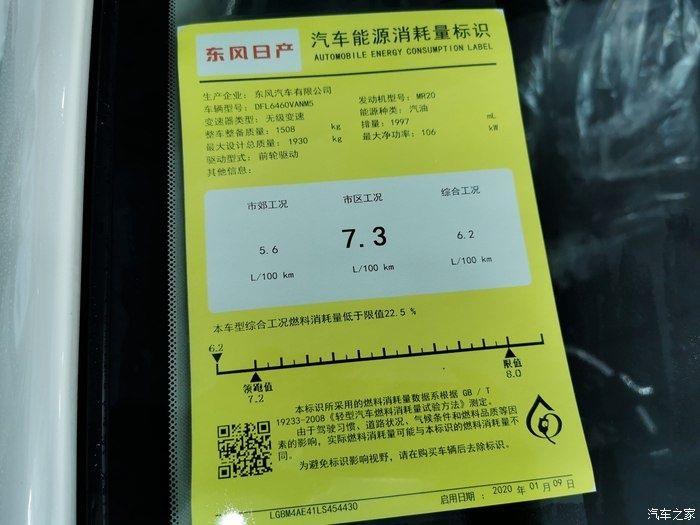 东风日产
汽车能源消耗量标识
AUTOMOBILE ENERGY CONSUMPTION LABEL
生产企业: 东风汽车有限公司
车辆型号: DFL6460VANM5 发动机型号: MR20
变速器类型: 无级变速 能源种类: 汽油
整车整备质量: 1508 kg 排量: 1997 mL
最大设计总质量: 1930 kg 最大净功率: 106 kW
驱动型式: 前轮驱动
其他信息:
市郊工况 市区工况 综合工况
5.6 7.3 6.2
L/100 km L/100 km L/100 km
本车型综合工况燃料消耗量低于限值22.5 %
6.2
领跑值 限值
7.2 8.0
本标识所采用的燃料消耗量数据系根据 GB / T
19233-2008《轻型汽车燃料消耗量试验方法》测定。
由于驾驶习惯、道路状况、气候条件和燃料品质等因
素的影响, 实际燃料消耗量可能与本标识的燃料消耗量不
同。
为避免标识影响视野, 请在购买车辆后去除标识。
LGBM4AE41LS454430 启用日期: 2020 年 01 月 09 日
汽车之家